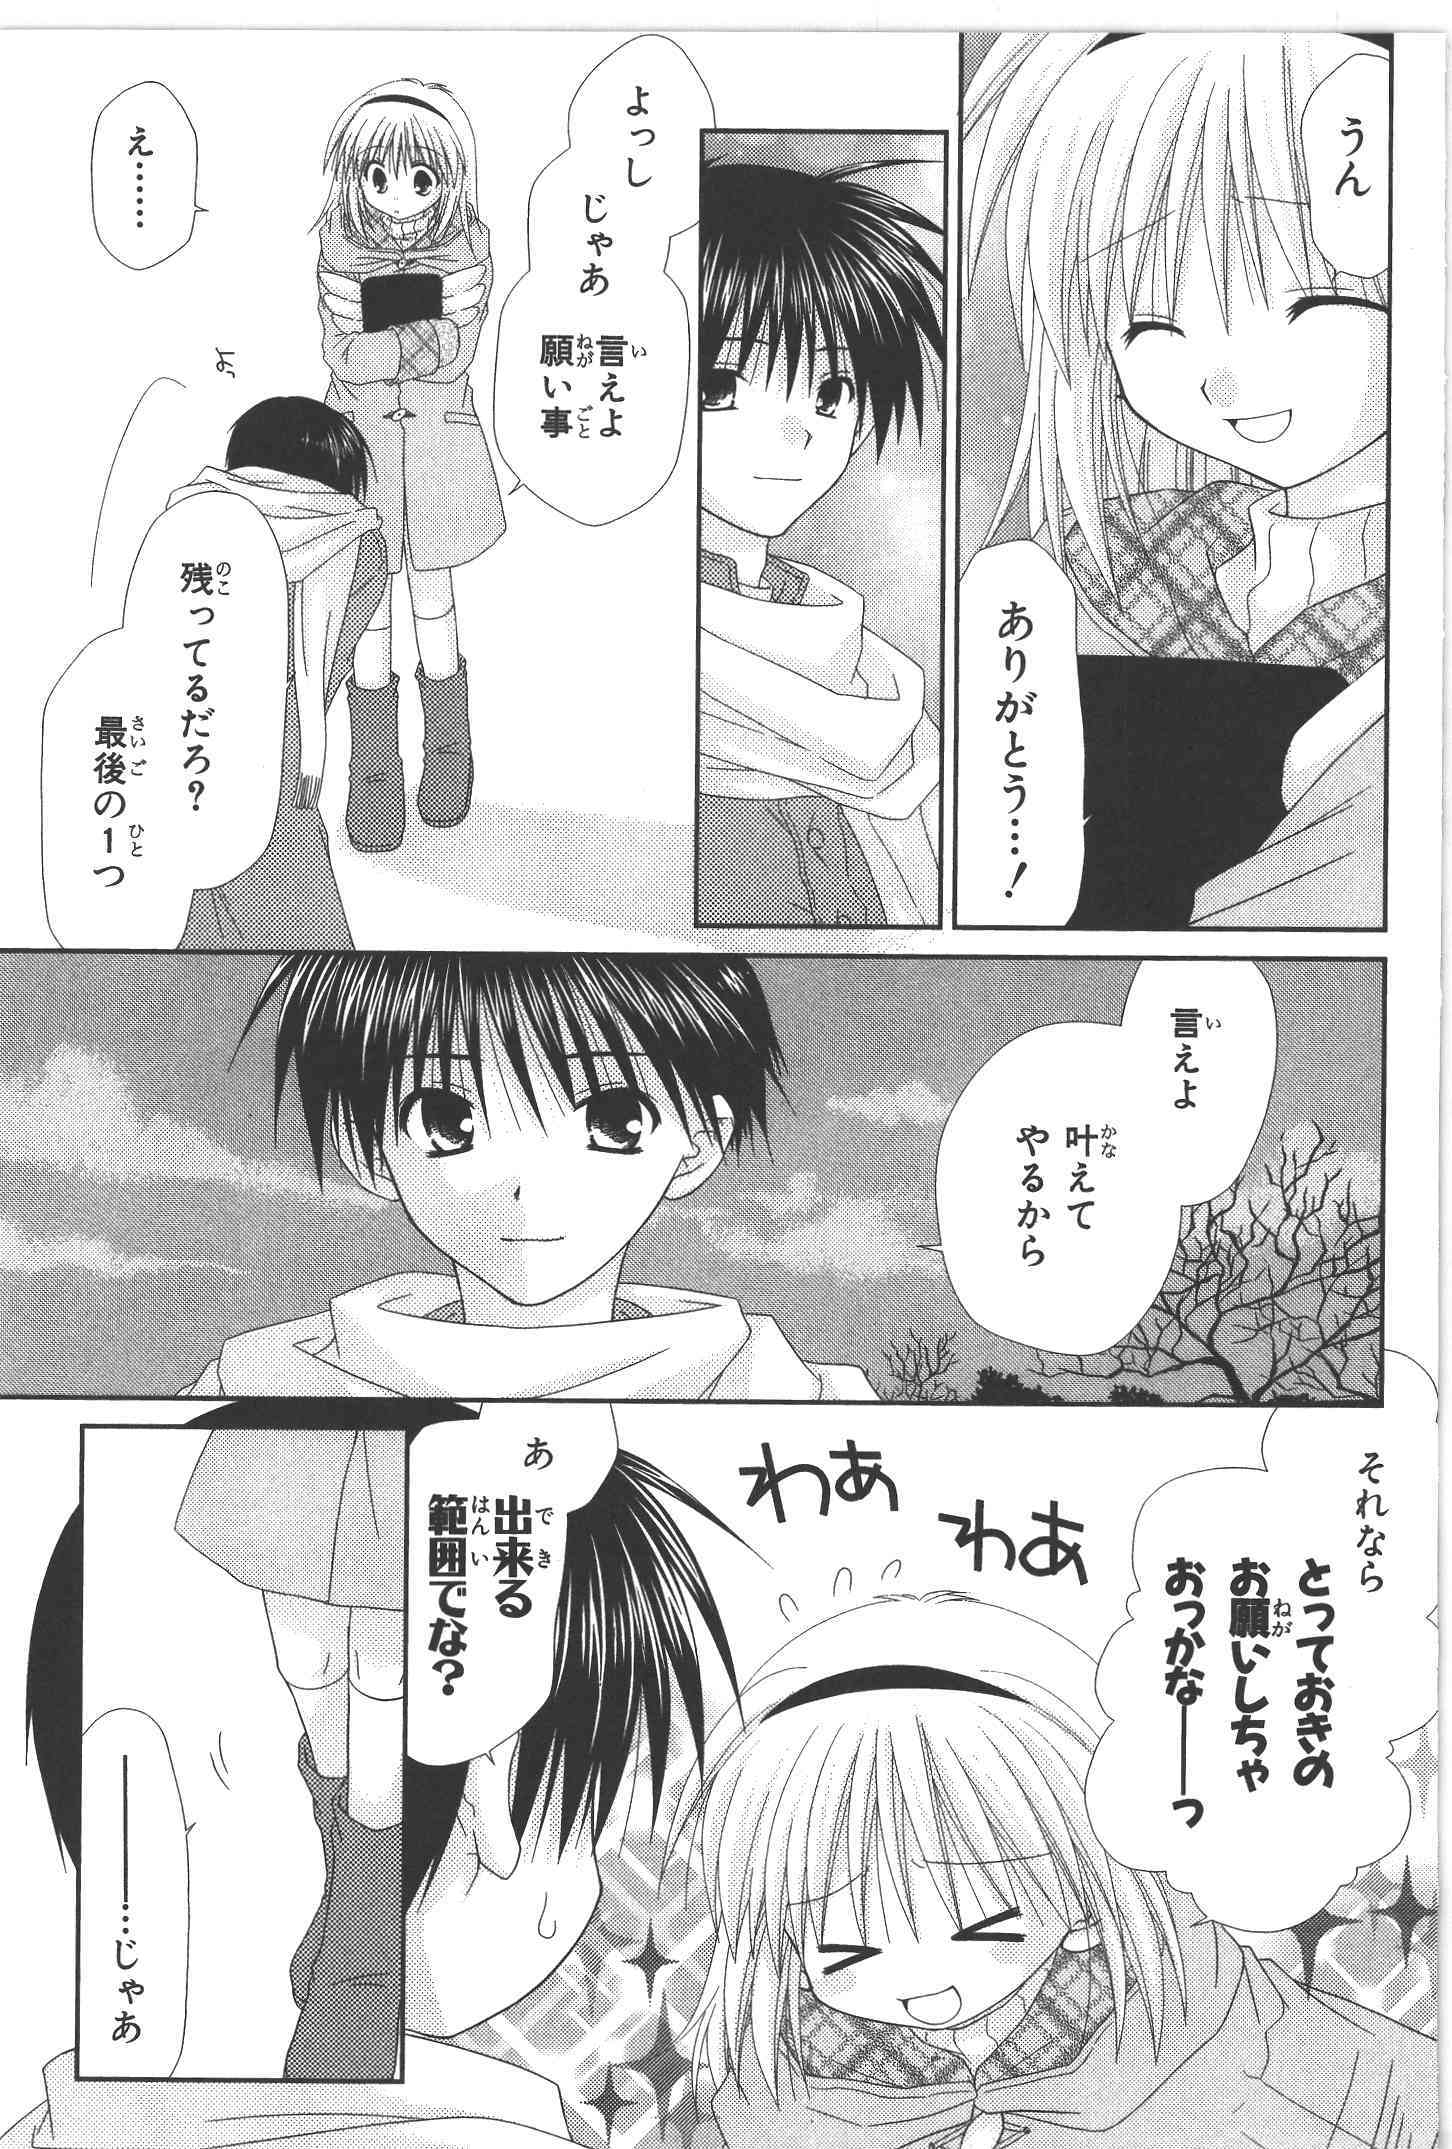 うん
ありがとう…！
よっし
じゃあ
言えよ
願い事
え……
よっ
残ってるだろ？
最後の1つ
言えよ
叶えて
やるから
それなら
とっておきの
お願いしちゃ
おっかなーーっ
わあ
わあ
あ
出来る
範囲でな？
――…じゃあ